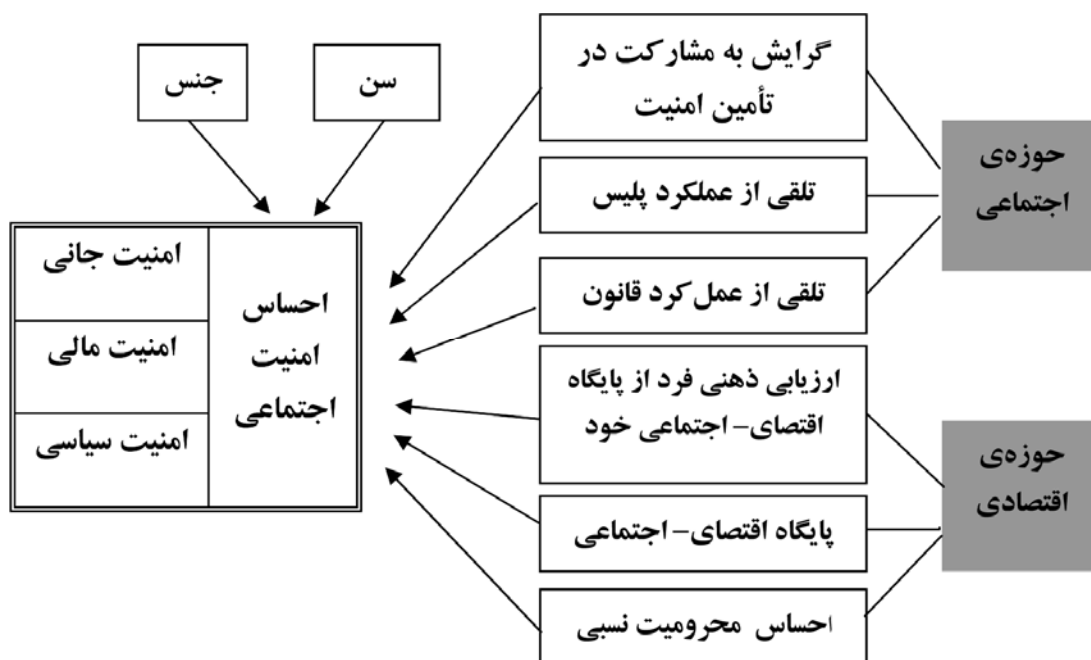 گرایش به مشارکت در
تأمین امنیت
تلقی از عملکرد پلیس
تلقی از عمل‌کرد قانون
ارزیابی ذهنی فرد از پایگاه
اقتصای- اجتماعی خود
پایگاه اقتصای- اجتماعی
احساس محرومیت نسبی
حوزه‌ی
اجتماعی
حوزه‌ی
اقتصادی
سن
جنس
احساس
امنیت
اجتماعی
امنیت جانی
امنیت مالی
امنیت سیاسی